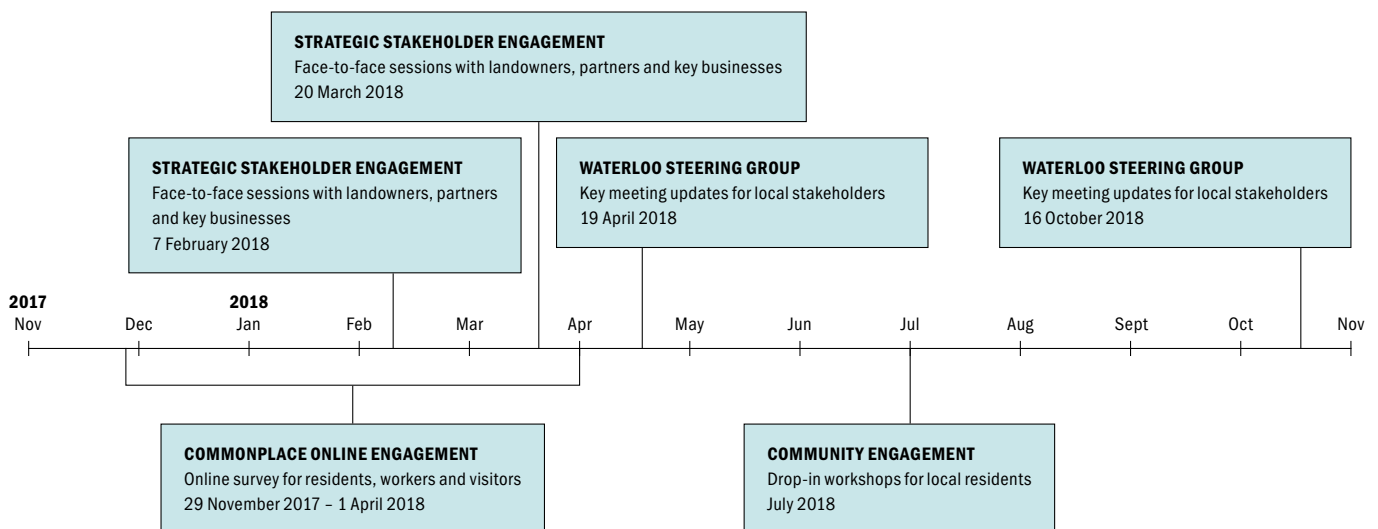 STRATEGIC STAKEHOLDER ENGAGEMENT
Face-to-face sessions with landowners, partners and key businesses
20 March 2018
STRATEGIC STAKEHOLDER ENGAGEMENT
Face-to-face sessions with landowners, partners
and key businesses
7 February 2018
WATERLOO STEERING GROUP
Key meeting updates for local stakeholders
19 April 2018
WATERLOO STEERING GROUP
Key meeting updates for local stakeholders
16 October 2018
2017 2018
Nov Dec Jan Feb Mar Apr May Jun Jul Aug Sept Oct Nov
COMMONPLACE ONLINE ENGAGEMENT
Online survey for residents, workers and visitors
29 November 2017 – 1 April 2018
COMMUNITY ENGAGEMENT
Drop-in workshops for local residents
July 2018